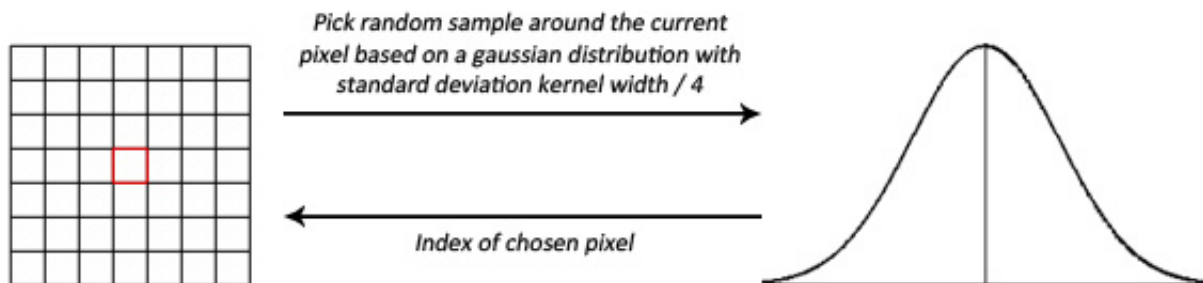 Pick random sample around the current
pixel based on a gaussian distribution with
standard deviation kernel width / 4
Index of chosen pixel